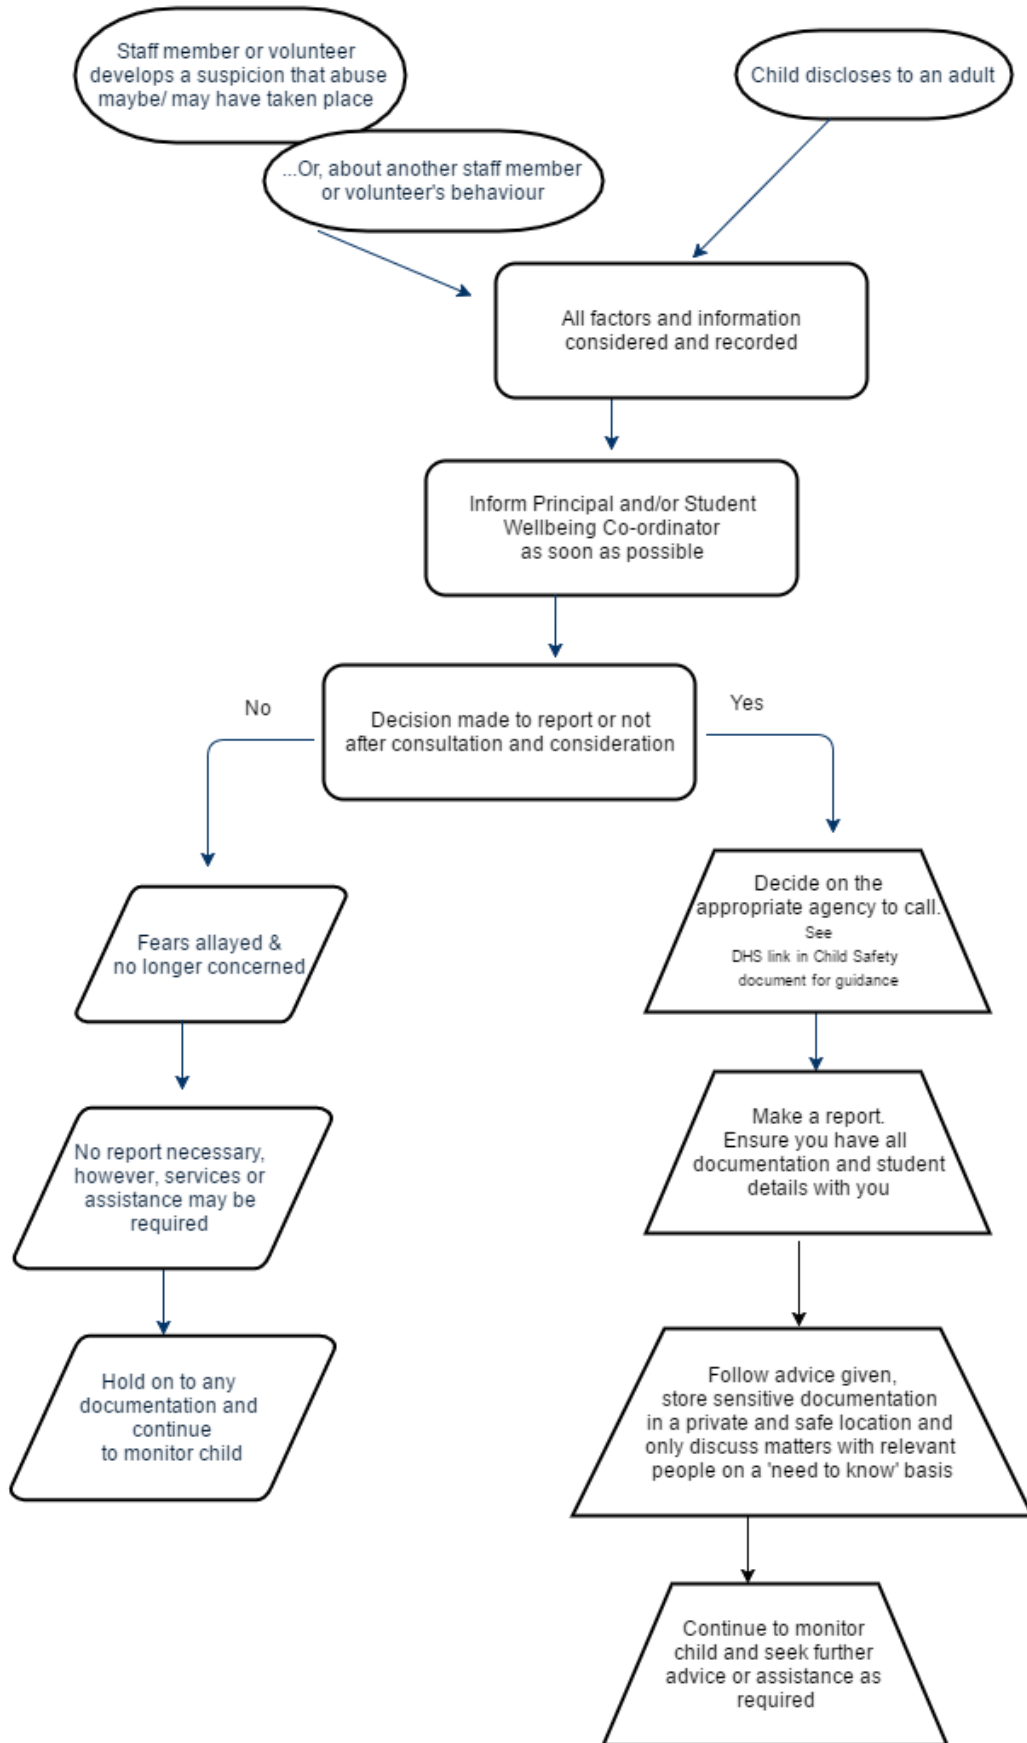 Staff member or volunteer
develops a suspicion that abuse
maybe/ may have taken place
Child discloses to an adult
...Or, about another staff member
or volunteer's behaviour
All factors and information
considered and recorded
Inform Principal and/or Student
Wellbeing Co-ordinator
as soon as possible
No
Yes
Decision made to report or not
after consultation and consideration
Fears allayed &
no longer concerned
No report necessary,
however, services or
assistance may be
required
Hold on to any
documentation and
continue
to monitor child
Decide on the
appropriate agency to call.
See
DHS link in Child Safety
document for guidance
Make a report.
Ensure you have all
documentation and student
details with you
Follow advice given,
store sensitive documentation
in a private and safe location and
only discuss matters with relevant
people on a 'need to know' basis
Continue to monitor
child and seek further
advice or assistance as
required